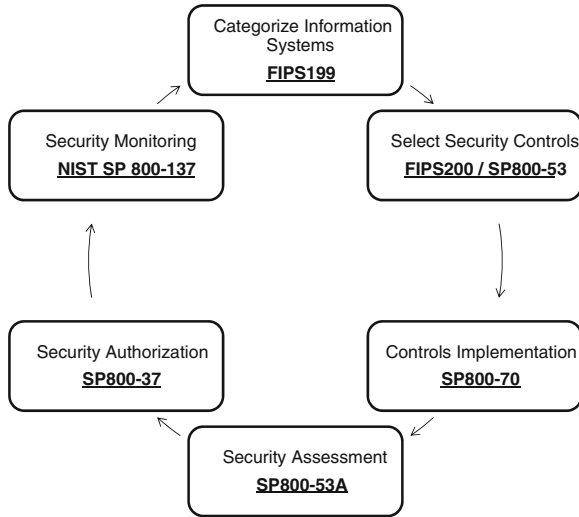 Categorize Information
Systems
FIPS199
Security Monitoring
NIST SP 800-137
Select Security Controls
FIPS200 / SP800-53
Security Authorization
SP800-37
Controls Implementation
SP800-70
Security Assessment
SP800-53A